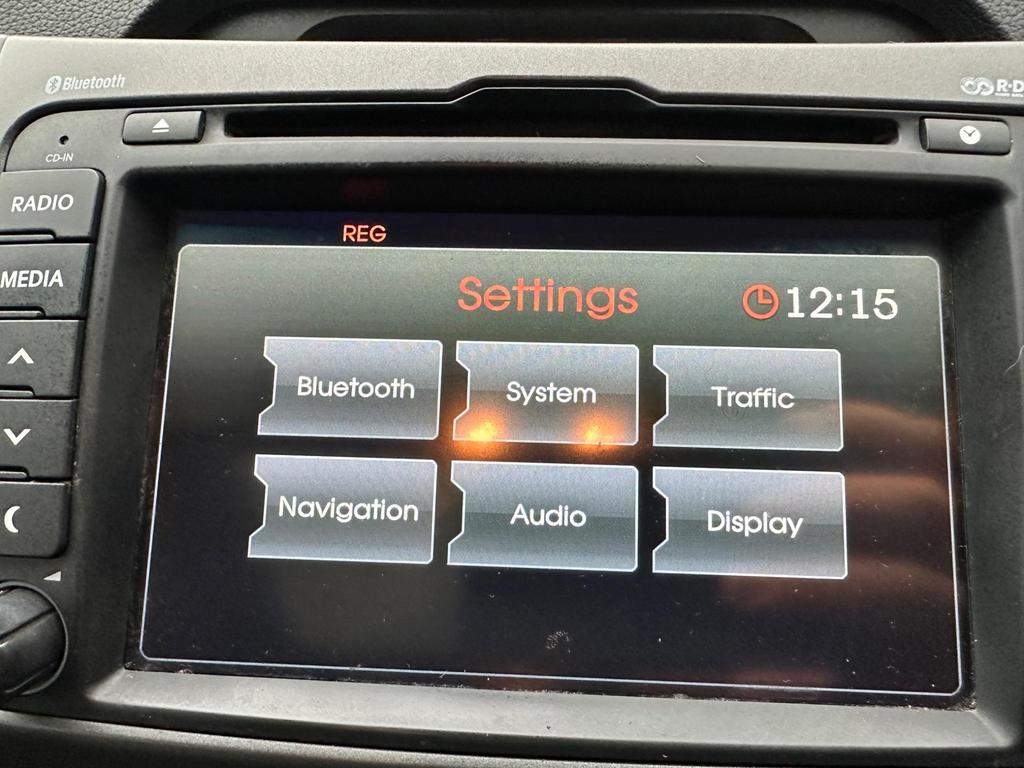 Bluetooth
R·D
CD-IN
RADIO
MEDIA
REG
Settings
12:15
Bluetooth
System
Traffic
Navigation
Audio
Display